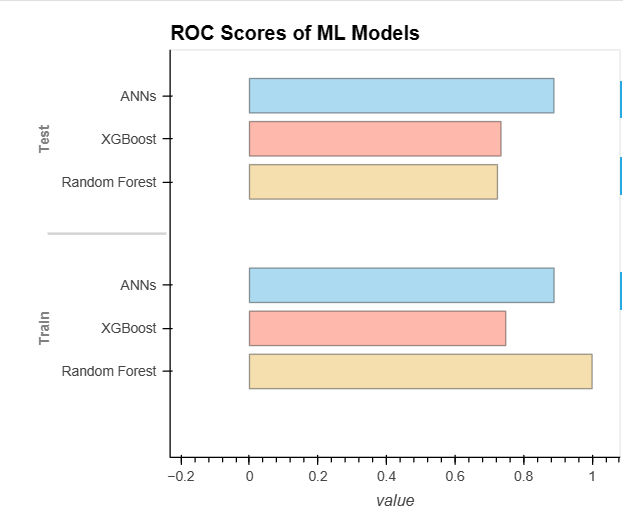 ROC Scores of ML Models
Test
ANNs
XGBoost
Random Forest
Train
ANNs
XGBoost
Random Forest
−0.2 0 0.2 0.4 0.6 0.8 1
value